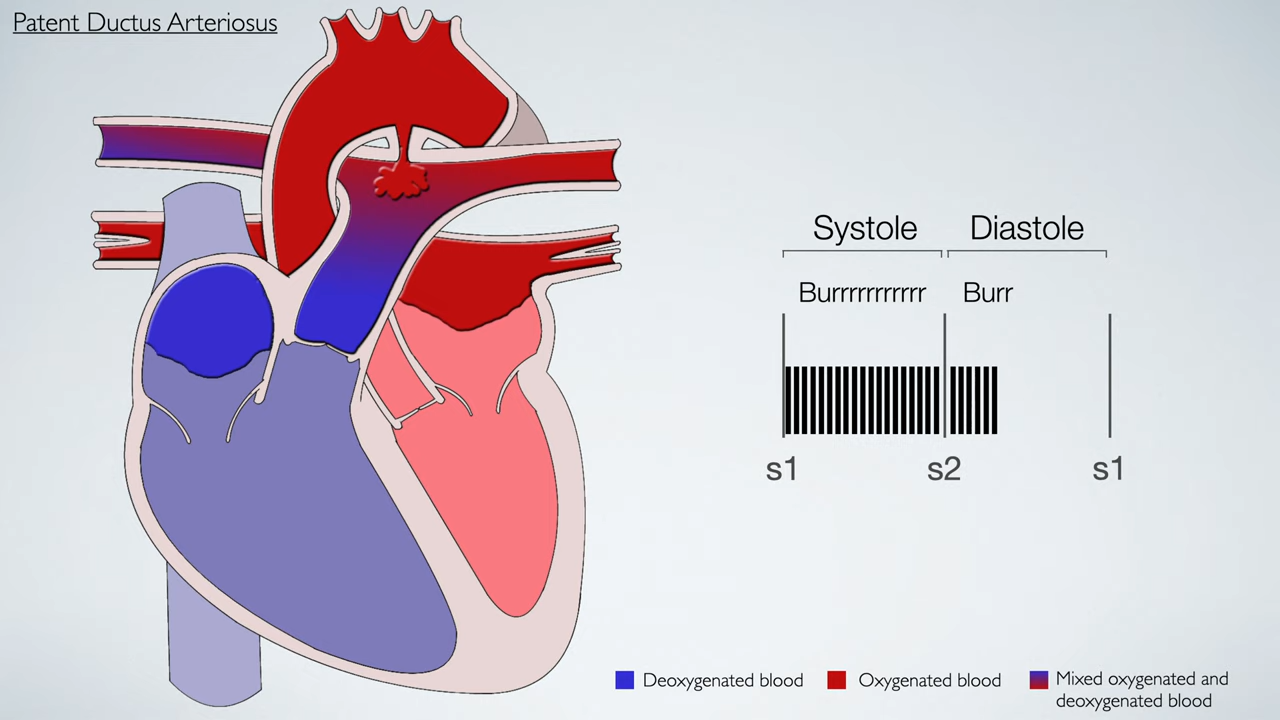 Patent Ductus Arteriosus
Systole
Diastole
Burrrrrrrrrrr
Burr
s1
s2
s1
Deoxygenated blood
Oxygenated blood
Mixed oxygenated and
deoxygenated blood